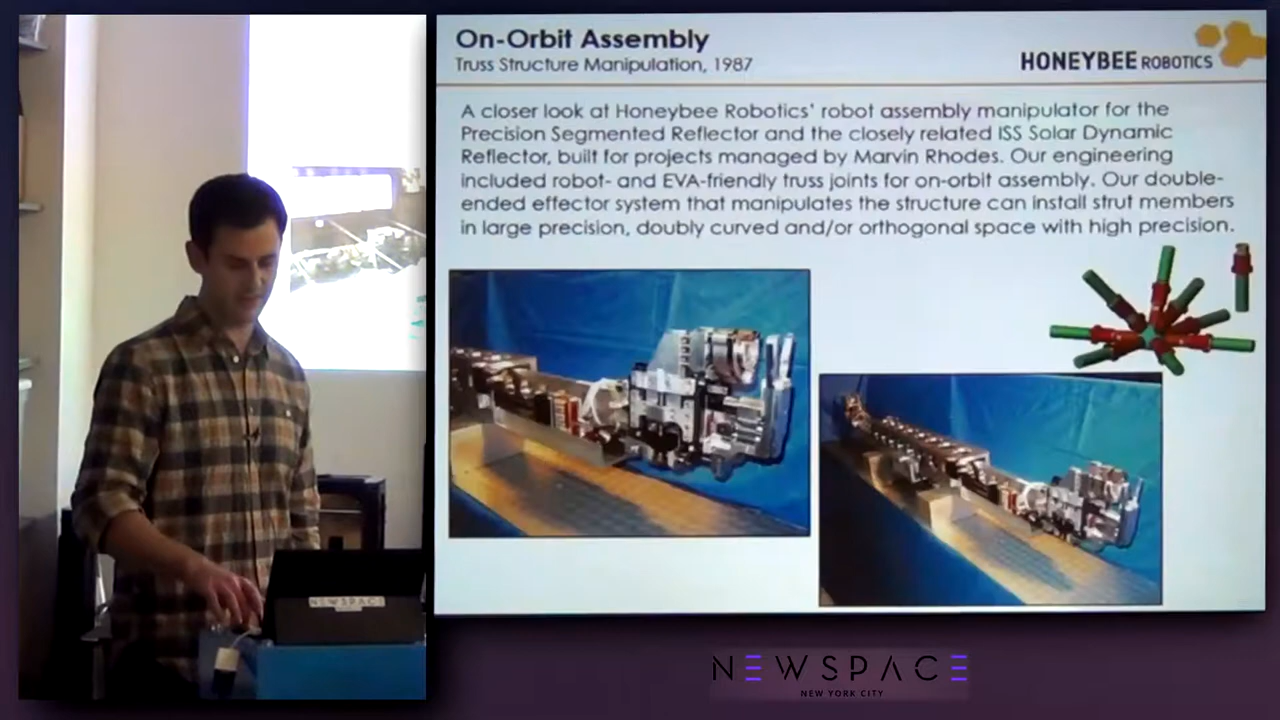 On-Orbit Assembly
Truss Structure Manipulation, 1987
HONEYBEE ROBOTICS
A closer look at Honeybee Robotics' robot assembly manipulator for the
Precision Segmented Reflector and the closely related ISS Solar Dynamic
Reflector, built for projects managed by Marvin Rhodes. Our engineering
included robot- and EVA-friendly truss joints for on-orbit assembly. Our double-
ended effector system that manipulates the structure can install strut members
in large precision, doubly curved and/or orthogonal space with high precision.
NEWSPACE
NEWSPACE
NEW YORK CITY